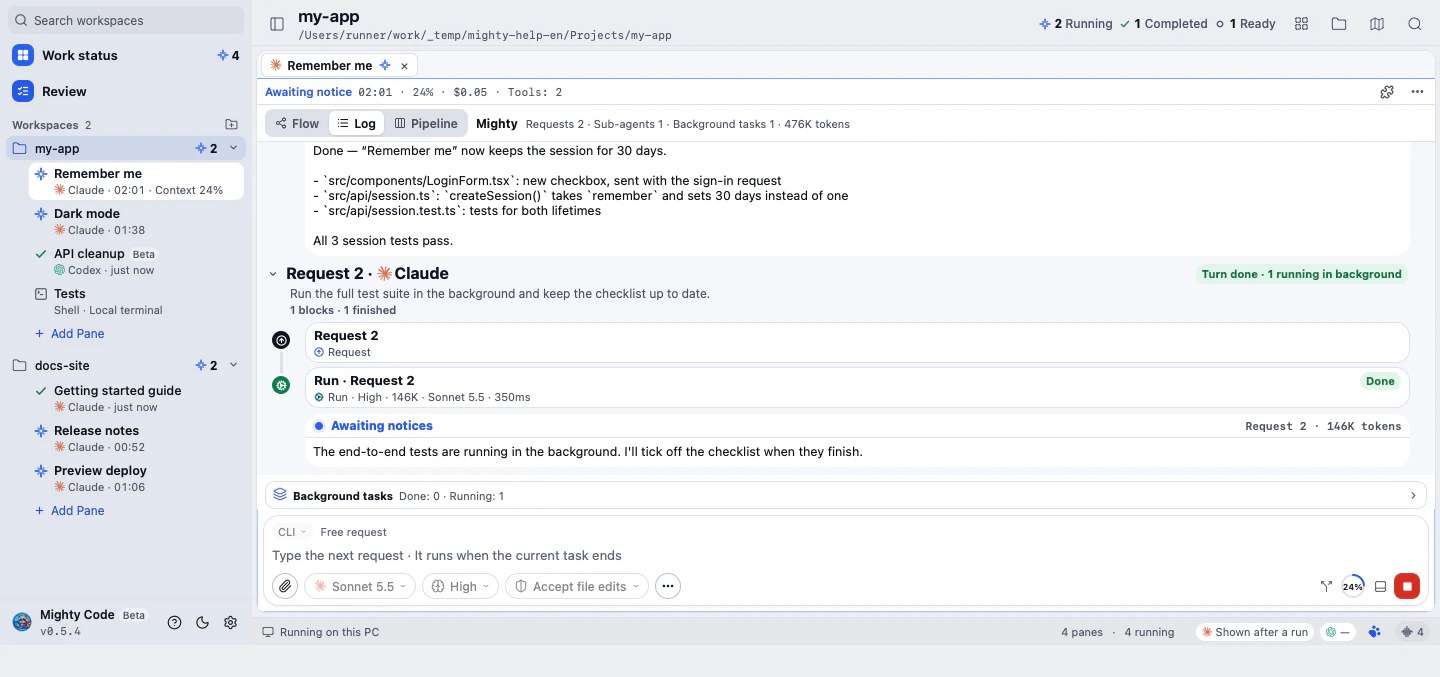 Search workspaces
Work status 4
Review
Workspaces 2
my-app 2
Remember me
Claude · 02:01 · Context 24%
Dark mode
Claude · 01:38
API cleanup Beta
Codex · just now
Tests
Shell · Local terminal
+ Add Pane
docs-site 2
Getting started guide
Claude · just now
Release notes
Claude · 00:52
Preview deploy
Claude · 01:06
+ Add Pane
Mighty Code Beta
v0.5.4
my-app
/Users/runner/work/_temp/mighty-help-en/Projects/my-app
2 Running 1 Completed 1 Ready
Remember me
Awaiting notice 02:01 · 24% · $0.05 · Tools: 2
Flow Log Pipeline Mighty Requests 2 · Sub-agents 1 · Background tasks 1 · 476K tokens
Done — “Remember me” now keeps the session for 30 days.
- `src/components/LoginForm.tsx`: new checkbox, sent with the sign-in request
- `src/api/session.ts`: `createSession()` takes `remember` and sets 30 days instead of one
- `src/api/session.test.ts`: tests for both lifetimes
All 3 session tests pass.
Request 2 · Claude Turn done · 1 running in background
Run the full test suite in the background and keep the checklist up to date.
1 blocks · 1 finished
Request 2
Request
Run · Request 2 Done
Run · High · 146K · Sonnet 5.5 · 350ms
Awaiting notices Request 2 · 146K tokens
The end-to-end tests are running in the background. I'll tick off the checklist when they finish.
Background tasks Done: 0 · Running: 1
CLI Free request
Type the next request · It runs when the current task ends
Sonnet 5.5 High Accept file edits 24%
Running on this PC 4 panes · 4 running Shown after a run — 4